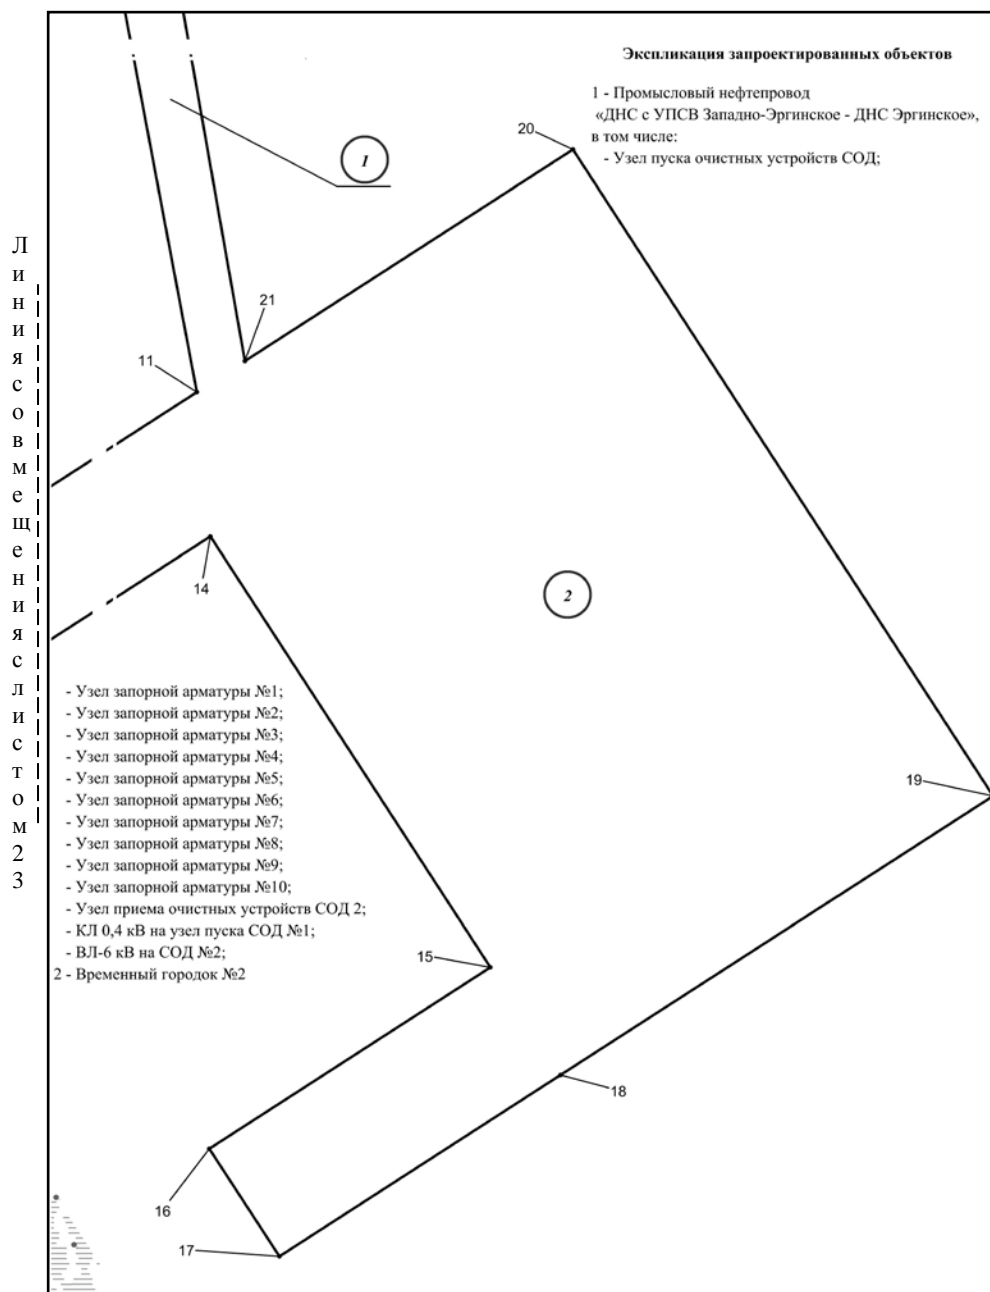 Экспликация запроектированных объектов
1 - Промысловый нефтепровод
«ДНС с УПСВ Западно-Эргинское - ДНС Эргинское»,
в том числе:
- Узел пуска очистных устройств СОД;
20
1
21
11
14
2
- Узел запорной арматуры №1;
- Узел запорной арматуры №2;
- Узел запорной арматуры №3;
- Узел запорной арматуры №4;
- Узел запорной арматуры №5;
- Узел запорной арматуры №6;
- Узел запорной арматуры №7;
- Узел запорной арматуры №8;
- Узел запорной арматуры №9;
- Узел запорной арматуры №10;
- Узел приема очистных устройств СОД 2;
- КЛ 0,4 кВ на узел пуска СОД №1;
- ВЛ-6 кВ на СОД №2;
2 - Временный городок №2
19
15
18
16
17
Линия совмещения с листом 23